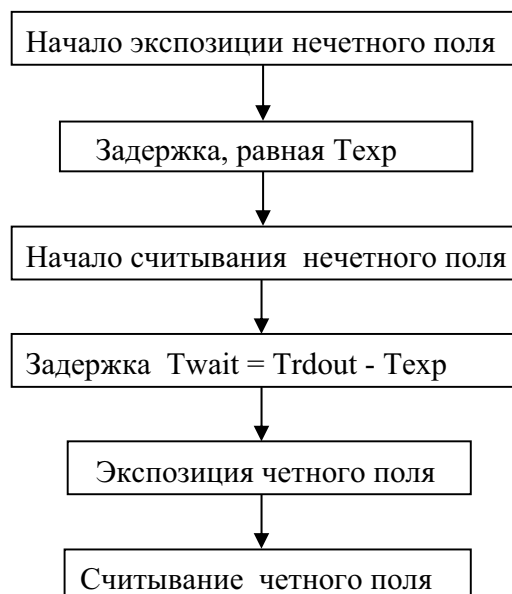 Начало экспозиции нечетного поля
Задержка, равная Texp
Начало считывания нечетного поля
Задержка Twait = Trdout - Texp
Экспозиция четного поля
Считывание четного поля